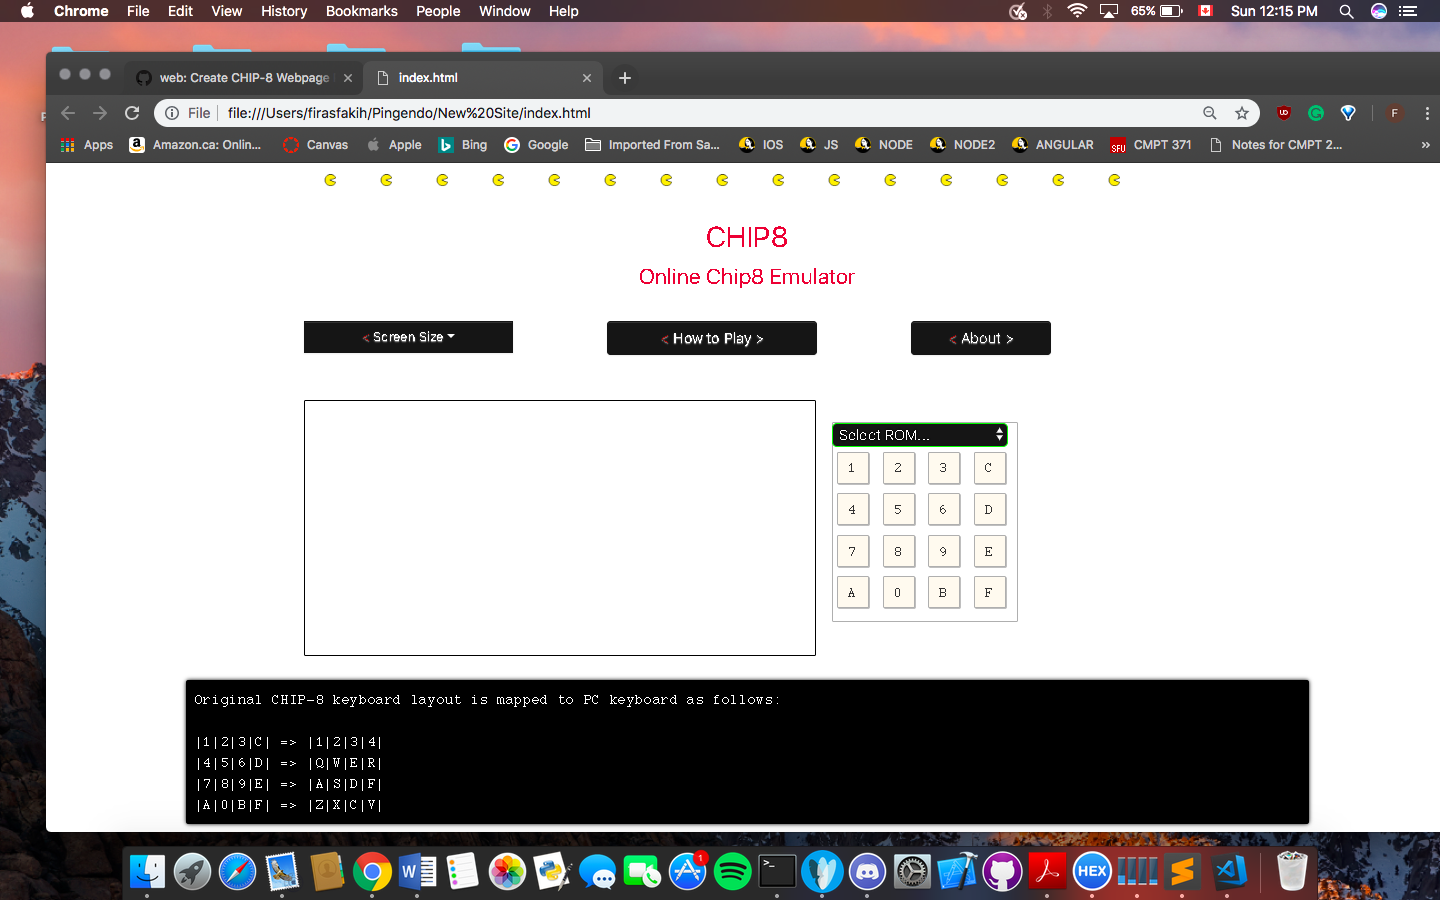 Chrome File Edit View History Bookmarks People Window Help 65% Sun 12:15 PM
web: Create CHIP-8 Webpage
index.html
File file:///Users/firasfakih/Pingendo/New%20Site/index.html F
Apps Amazon.ca: Onlin... Canvas Apple Bing Google Imported From Sa... IOS JS NODE NODE2 ANGULAR SFU CMPT 371 Notes for CMPT 2... »
CHIP8
Online Chip8 Emulator
< Screen Size
< How to Play >
< About >
Select ROM...
1 2 3 C
4 5 6 D
7 8 9 E
A 0 B F
Original CHIP-8 keyboard layout is mapped to PC keyboard as follows:
|1|2|3|C| => |1|2|3|4|
|4|5|6|D| => |Q|W|E|R|
|7|8|9|E| => |A|S|D|F|
|A|0|B|F| => |Z|X|C|V|
W 1 >_ HEX